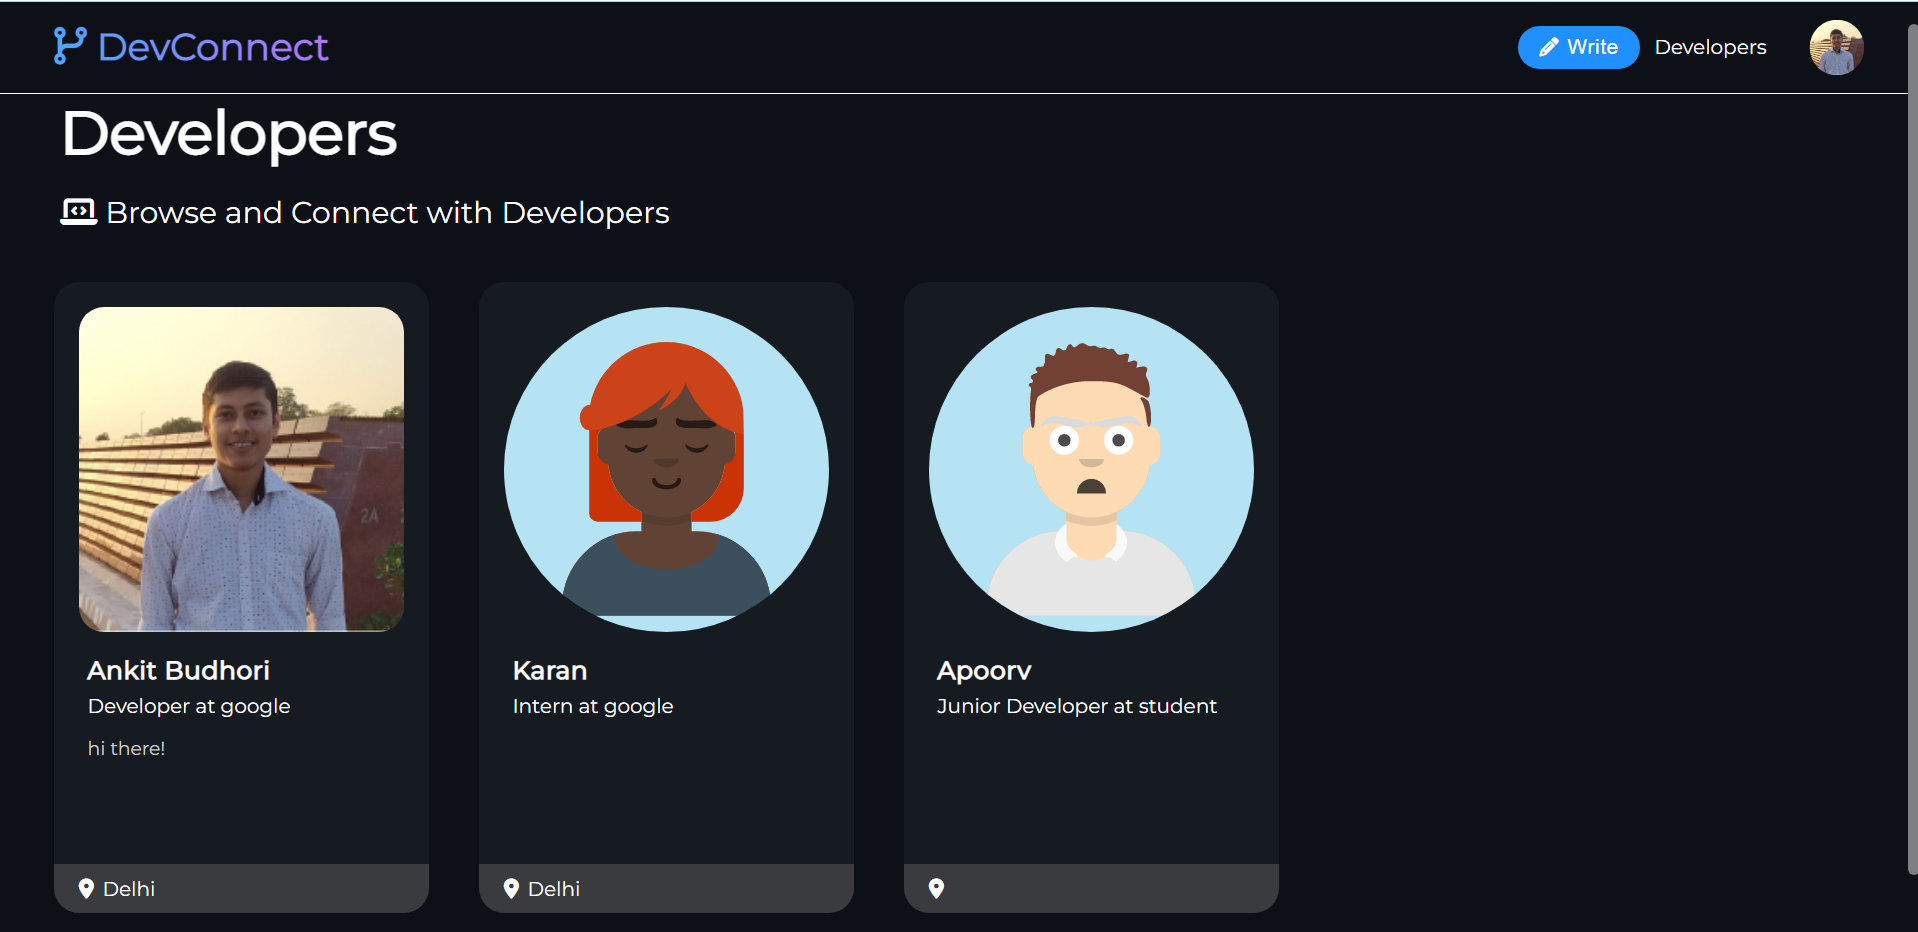 DevConnect
Write
Developers
Developers
Browse and Connect with Developers
2A
Ankit Budhori
Developer at google
hi there!
Delhi
Karan
Intern at google
Delhi
Apoorv
Junior Developer at student